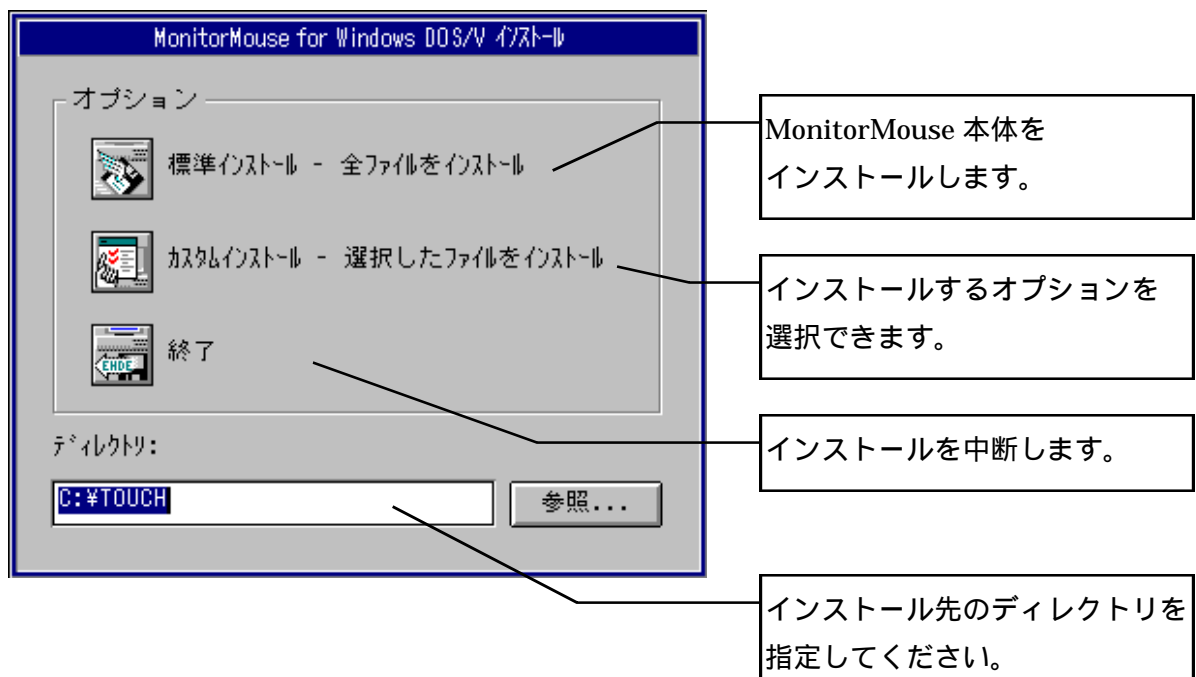 MonitorMouse for Windows DOS/V ｲﾝｽﾄｰﾙ
オプション
標準ｲﾝｽﾄｰﾙ - 全ﾌｧｲﾙをｲﾝｽﾄｰﾙ
ｶｽﾀﾑｲﾝｽﾄｰﾙ - 選択したﾌｧｲﾙをｲﾝｽﾄｰﾙ
ENDE
終了
ﾃﾞｨﾚｸﾄﾘ:
C:¥TOUCH
参照...
MonitorMouse 本体を
インストールします。
インストールするオプションを
選択できます。
インストールを中断します。
インストール先のディレクトリを
指定してください。